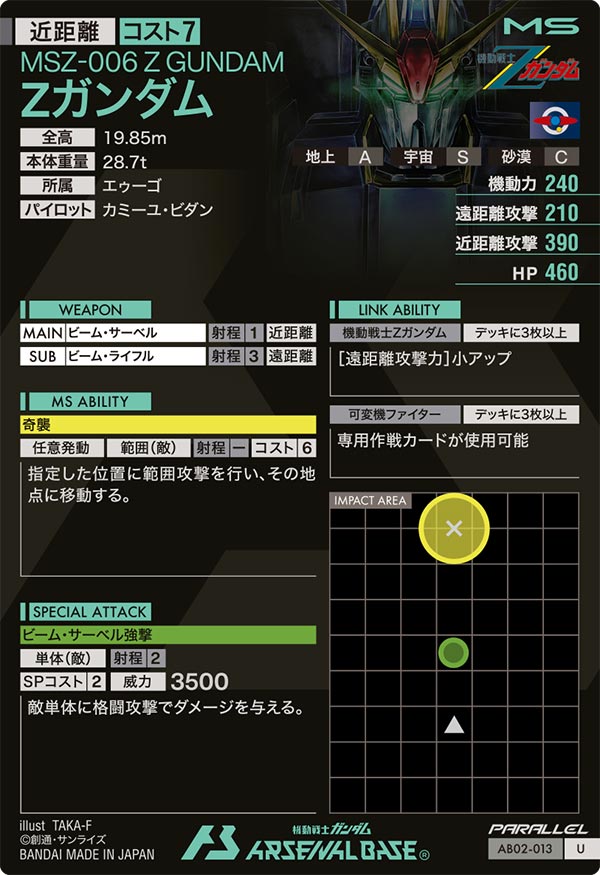 近距離 コスト7
MS
MSZ-006 Z GUNDAM
Zガンダム
機動戦士Zガンダム
全高 19.85m
本体重量 28.7t
所属 エゥーゴ
パイロット カミーユ・ビダン
地上 A 宇宙 S 砂漠 C
機動力 240
遠距離攻撃 210
近距離攻撃 390
HP 460
WEAPON
MAIN ビーム・サーベル 射程 1 近距離
SUB ビーム・ライフル 射程 3 遠距離
MS ABILITY
奇襲
任意発動 範囲(敵) 射程 ー コスト 6
指定した位置に範囲攻撃を行い、その地
点に移動する。
SPECIAL ATTACK
ビーム・サーベル強撃
単体(敵) 射程 2
SPコスト 2 威力 3500
敵単体に格闘攻撃でダメージを与える。
LINK ABILITY
機動戦士Zガンダム デッキに3枚以上
[遠距離攻撃力]小アップ
可変機ファイター デッキに3枚以上
専用作戦カードが使用可能
IMPACT AREA
illust TAKA-F
©創通・サンライズ
BANDAI MADE IN JAPAN
機動戦士ガンダム
ARSENAL BASE®
PARALLEL
AB02-013 U